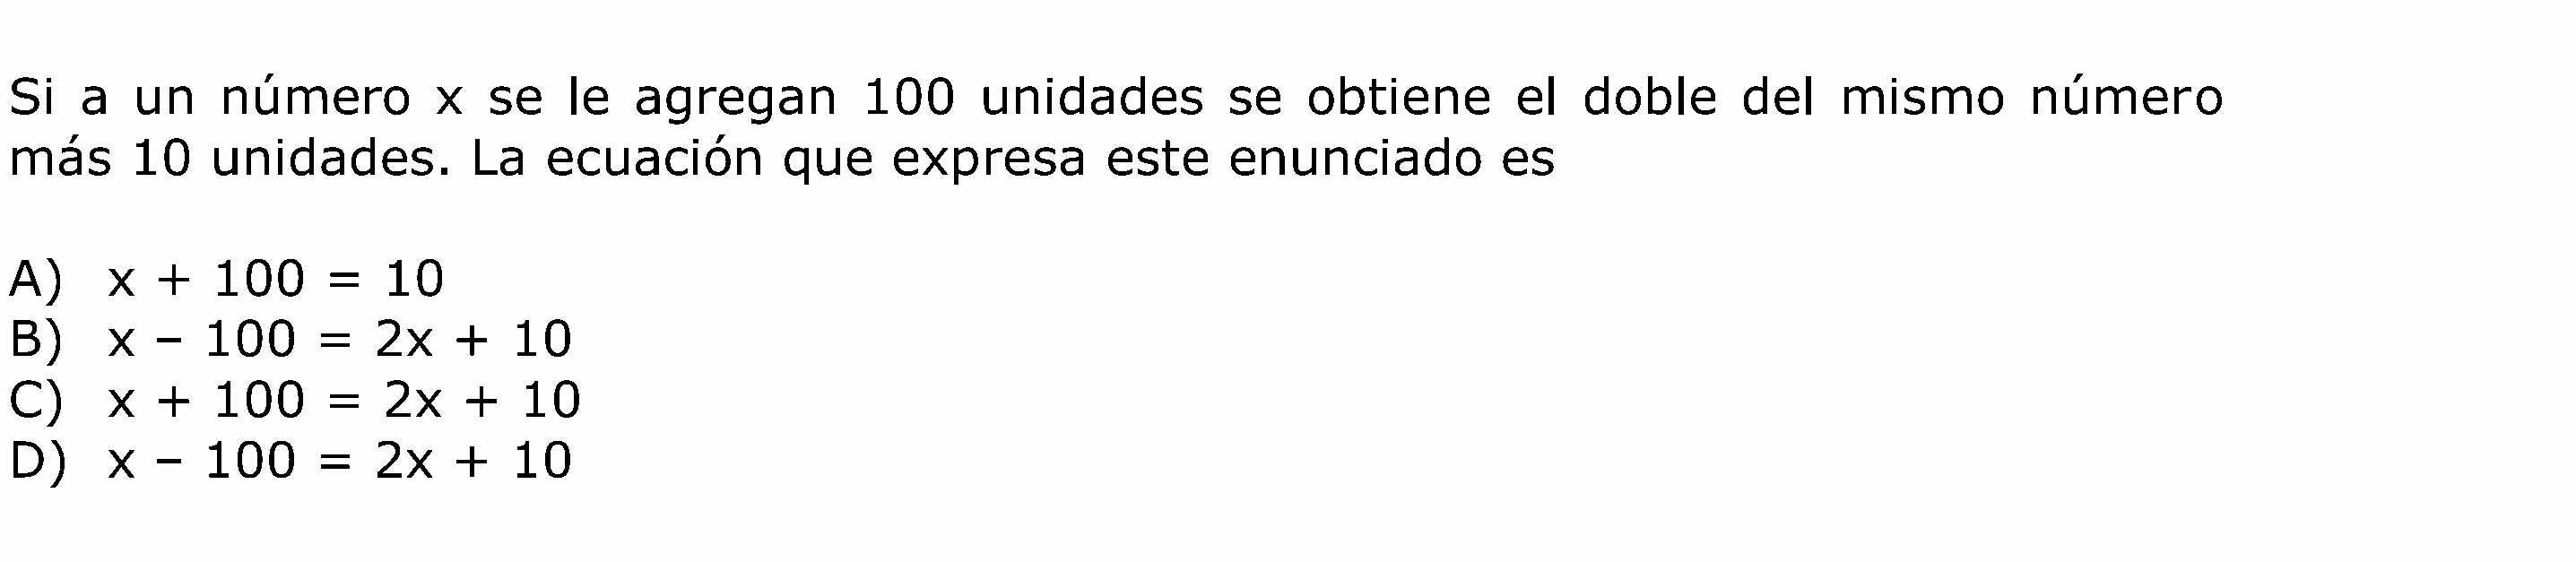 Si a un número x se le agregan 100 unidades se obtiene el doble del mismo número
más 10 unidades. La ecuación que expresa este enunciado es
A) x + 100 = 10
B) x – 100 = 2x + 10
C) x + 100 = 2x + 10
D) x – 100 = 2x + 10